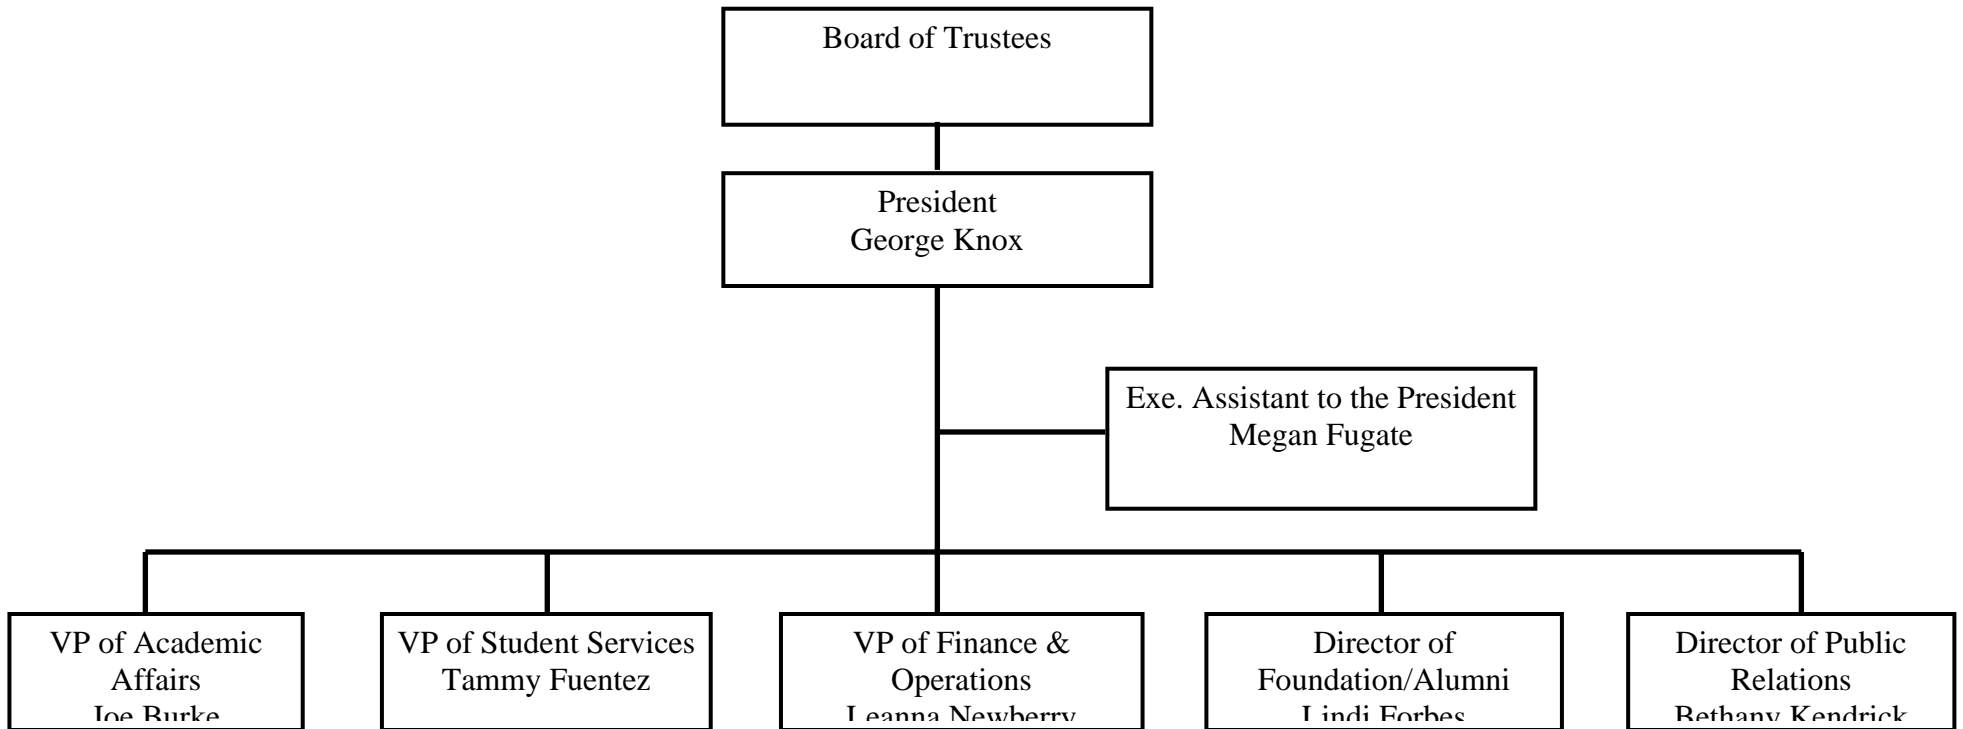 Board of Trustees
President
George Knox
Exe. Assistant to the President
Megan Fugate
VP of Academic
Affairs
Joe Burke
VP of Student Services
Tammy Fuentez
VP of Finance &
Operations
Leanna Newberry
Director of
Foundation/Alumni
Lindi Forbes
Director of Public
Relations
Bethany Kendrick